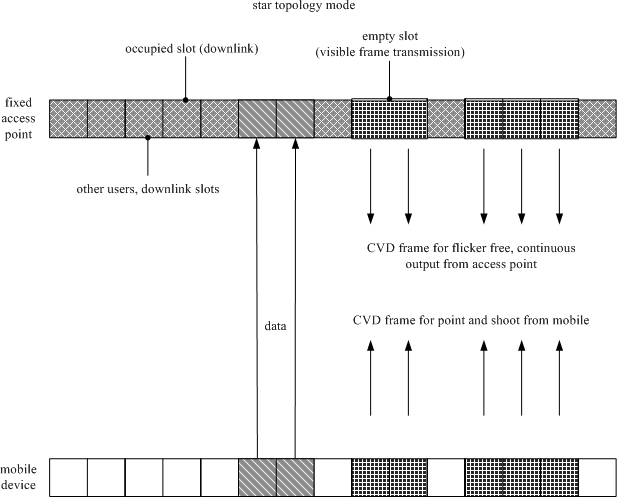 star topology mode
empty slot
(visible frame transmission)
occupied slot (downlink)
fixed
access
point
other users, downlink slots
CVD frame for flicker free, continuous
output from access point
data
CVD frame for point and shoot from mobile
mobile
device